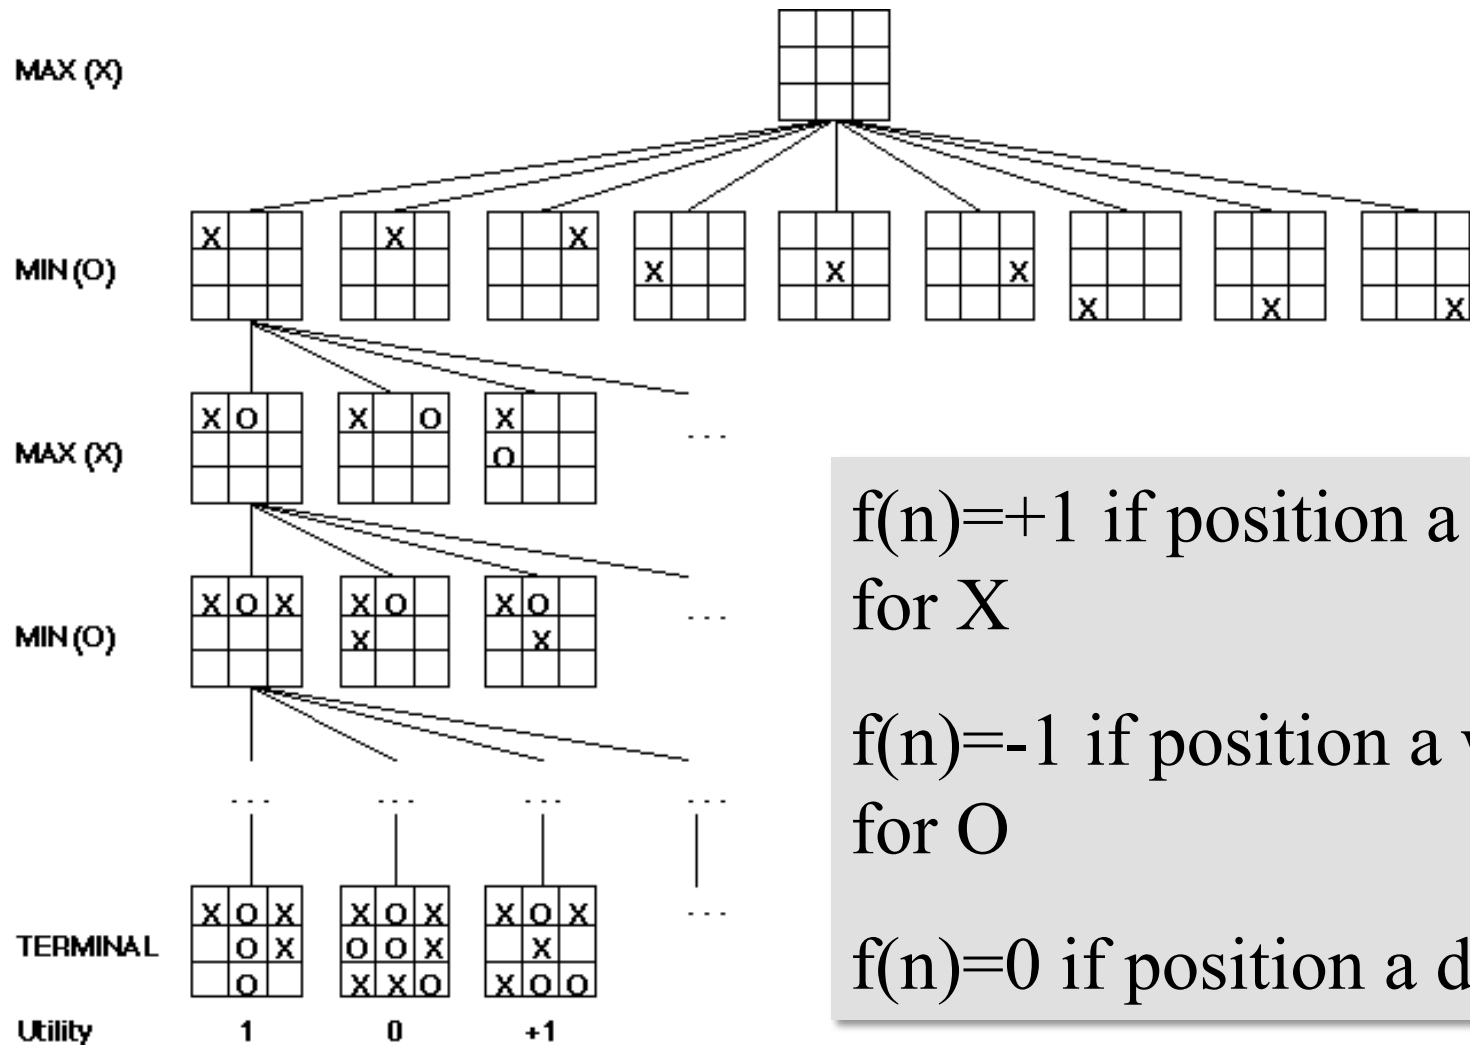 MAX (X)
X X X X X X X X X
MIN (O)
X O X O X
MAX (X)
O
. . .
X O X X O X O
MIN (O)
X X
. . .
. . . . . . . . . . . .
X O X X O X X O X
TERMINAL
O X O O X X
. . .
O X X O X O O
Utility 1 0 +1
f(n)=+1 if position a
for X
f(n)=-1 if position a
for O
f(n)=0 if position a